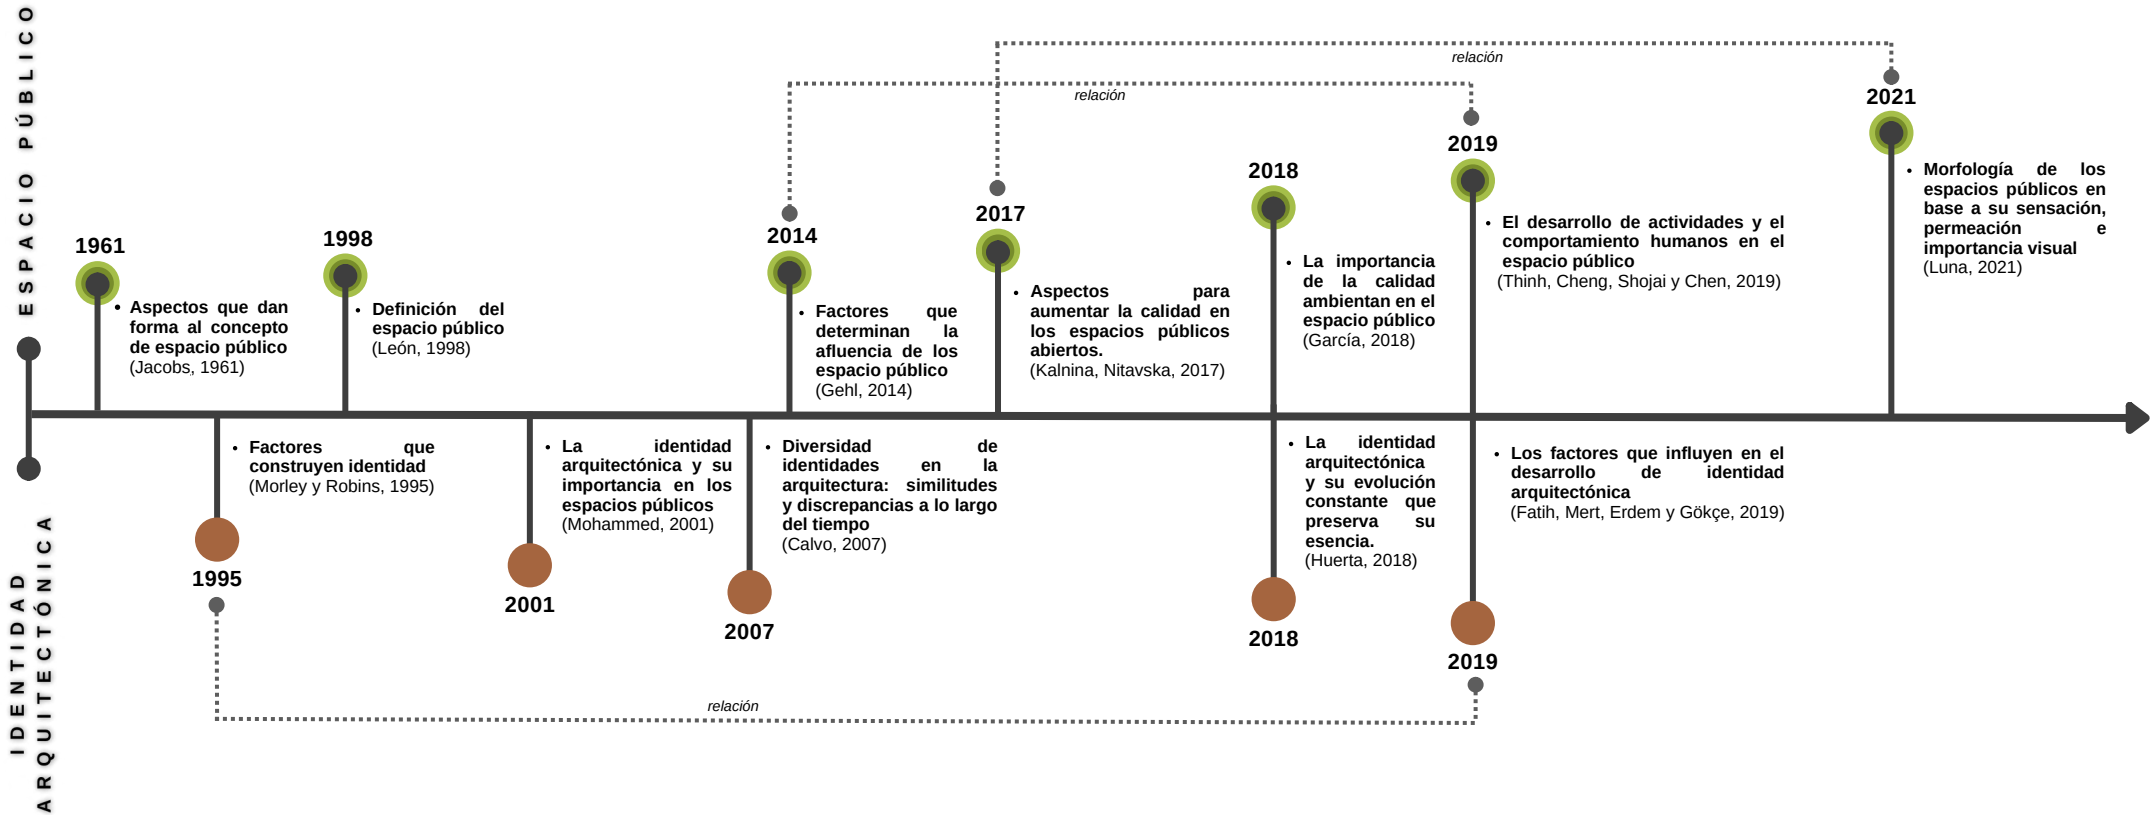 ESPACIO PÚBLICO
IDENTIDAD
ARQUITECTÓNICA
1961
• Aspectos que dan
forma al concepto
de espacio público
(Jacobs, 1961)
1998
• Definición del
espacio público
(León, 1998)
2014
• Factores que
determinan la
afluencia de los
espacio público
(Gehl, 2014)
2017
• Aspectos para
aumentar la calidad en
los espacios públicos
abiertos.
(Kalnina, Nitavska, 2017)
2018
• La importancia
de la calidad
ambientan en el
espacio público
(García, 2018)
2019
• El desarrollo de actividades y el
comportamiento humanos en el
espacio público
(Thinh, Cheng, Shojai y Chen, 2019)
2021
• Morfología de los
espacios públicos en
base a su sensación,
permeación e
importancia visual
(Luna, 2021)
relación
relación
• Factores que
construyen identidad
(Morley y Robins, 1995)
1995
• La identidad
arquitectónica y su
importancia en los
espacios públicos
(Mohammed, 2001)
2001
• Diversidad de
identidades en la
arquitectura: similitudes
y discrepancias a lo largo
del tiempo
(Calvo, 2007)
2007
• La identidad
arquitectónica
y su evolución
constante que
preserva su
esencia.
(Huerta, 2018)
2018
• Los factores que influyen en el
desarrollo de identidad
arquitectónica
(Fatih, Mert, Erdem y Gökçe, 2019)
2019
relación